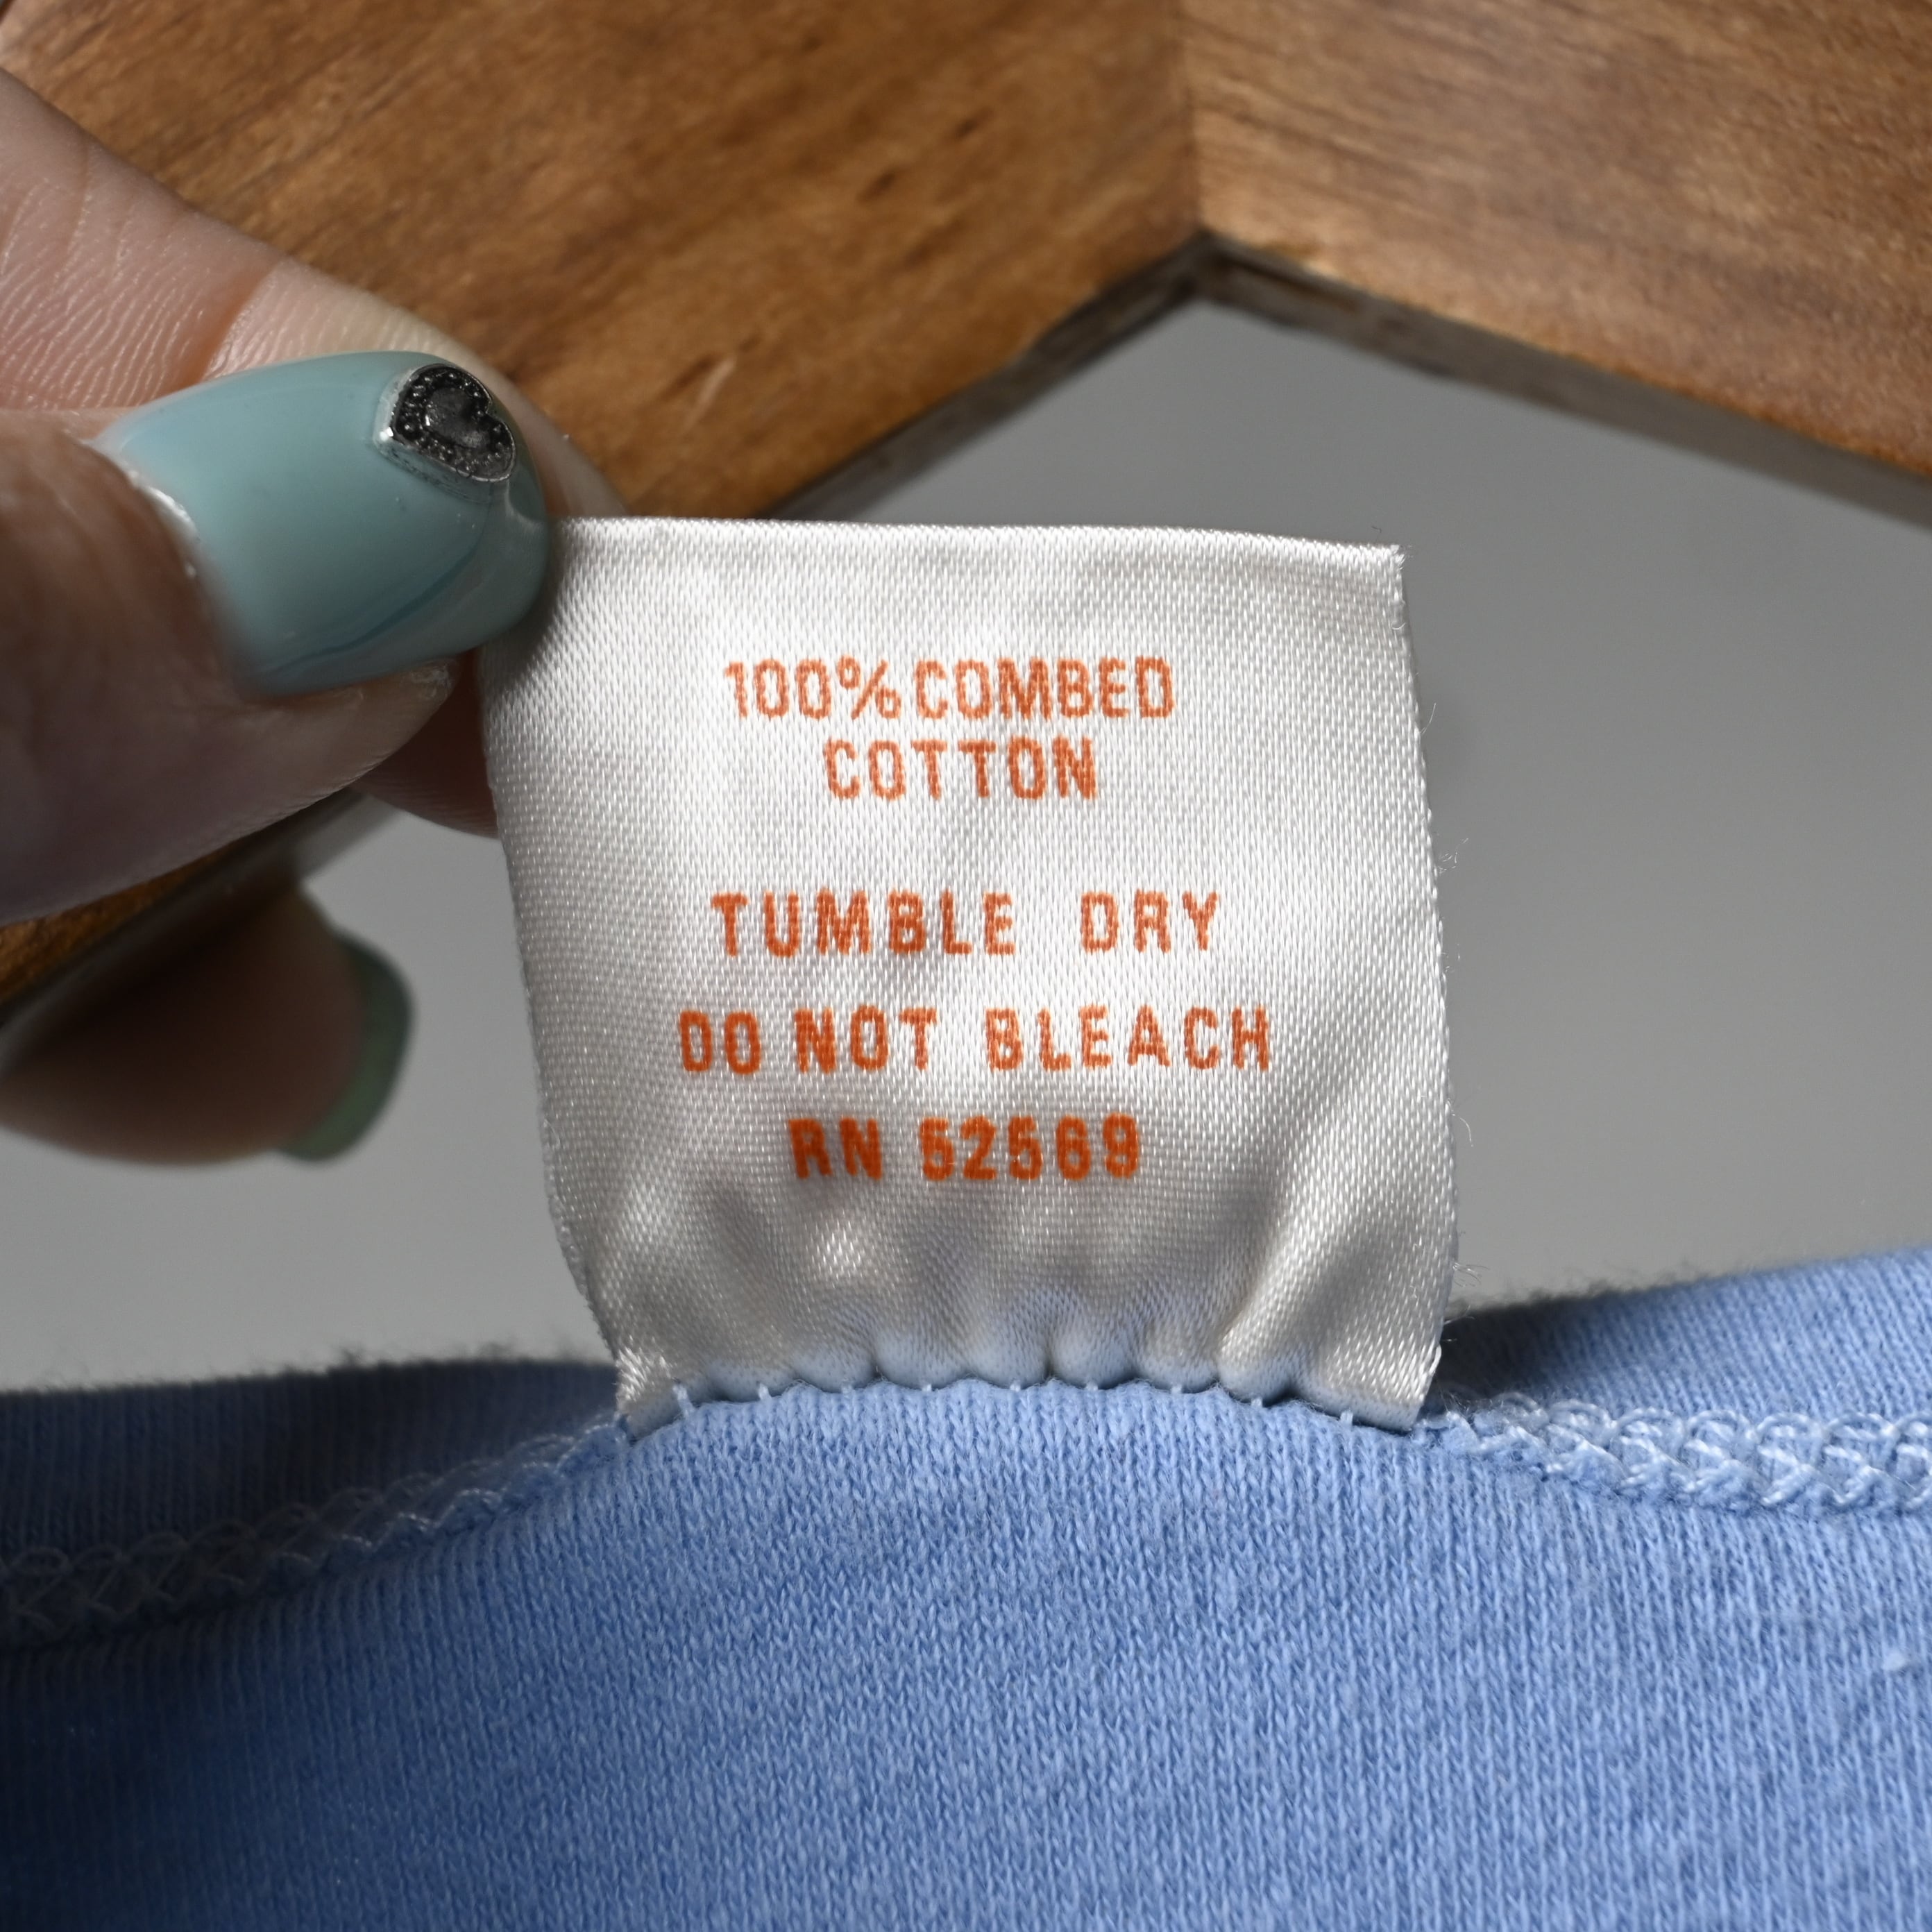 100% COMBED
COTTON
TUMBLE DRY
DO NOT BLEACH
RN 52569